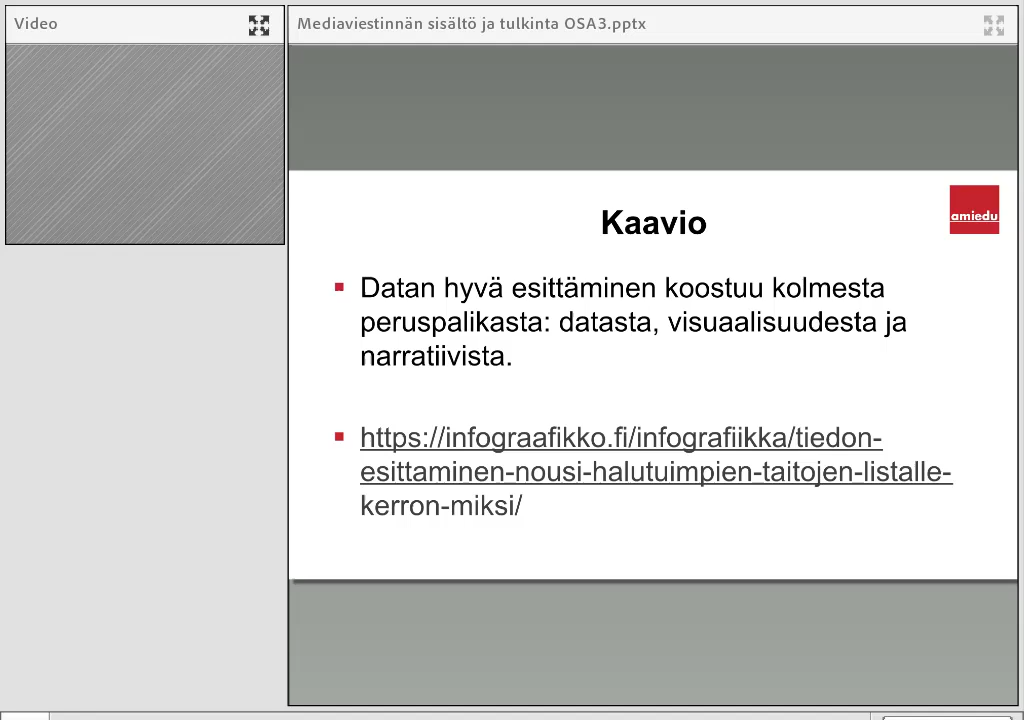 Video
Mediaviestinnän sisältö ja tulkinta OSA3.pptx
amiedu
Kaavio
Datan hyvä esittäminen koostuu kolmesta
peruspalikasta: datasta, visuaalisuudesta ja
narratiivista.
https://infograafikko.fi/infografiikka/tiedon-
esittaminen-nousi-halutuimpien-taitojen-listalle-
kerron-miksi/